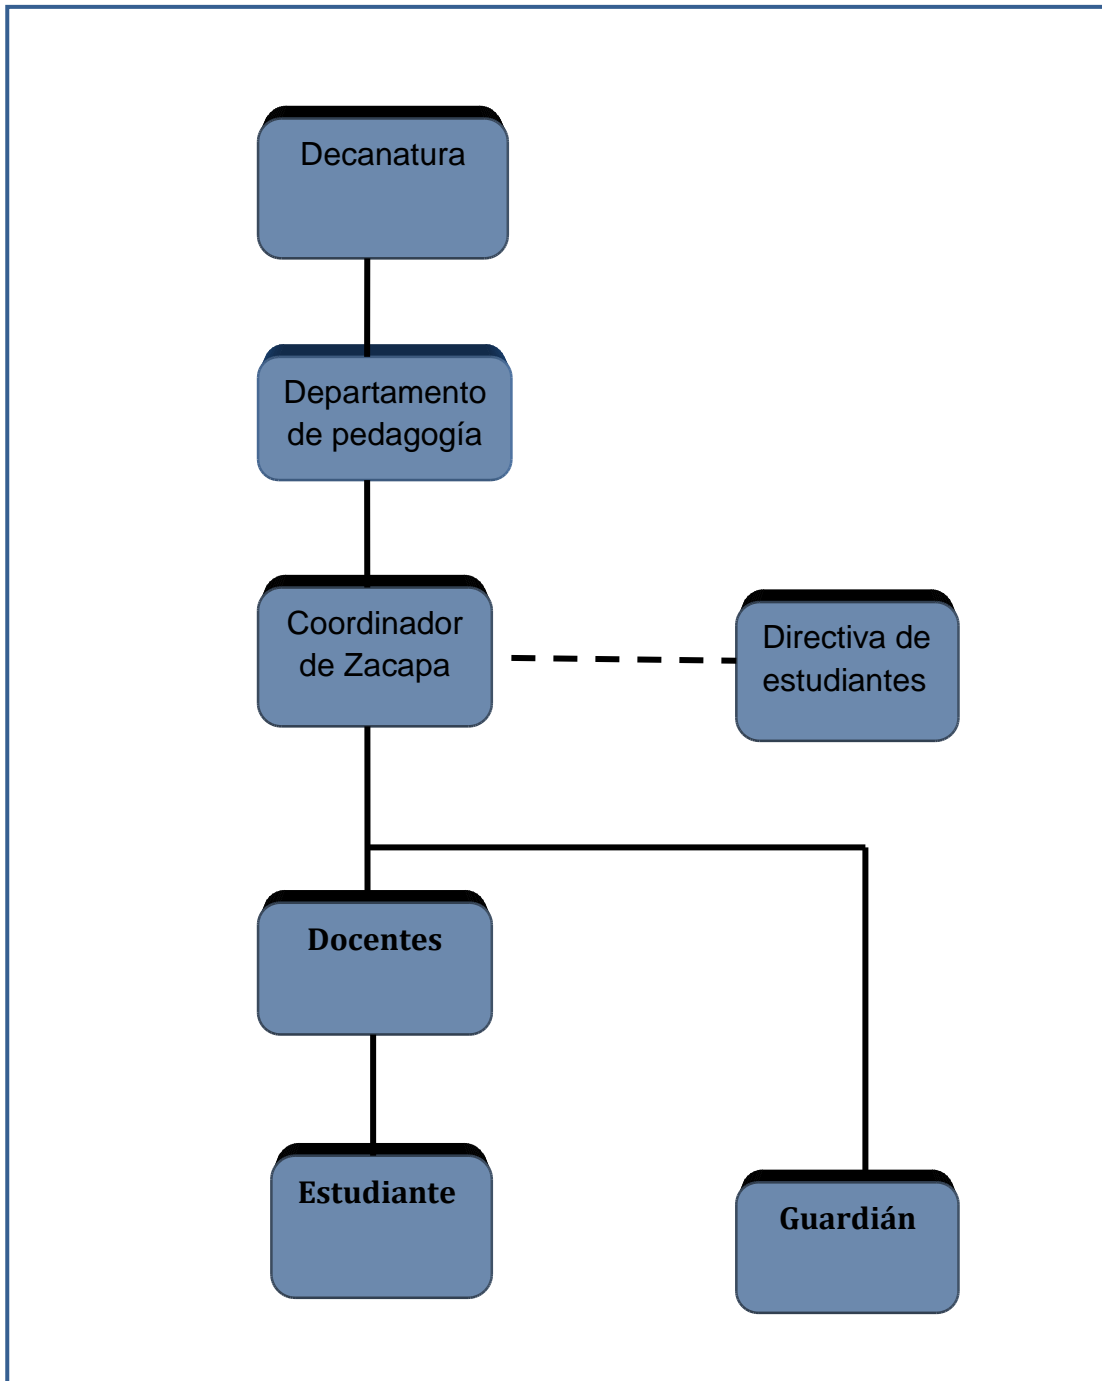 Decanatura
Departamento
de pedagogía
Coordinador
de Zacapa
Directiva de
estudiantes
Docentes
Estudiante
Guardián